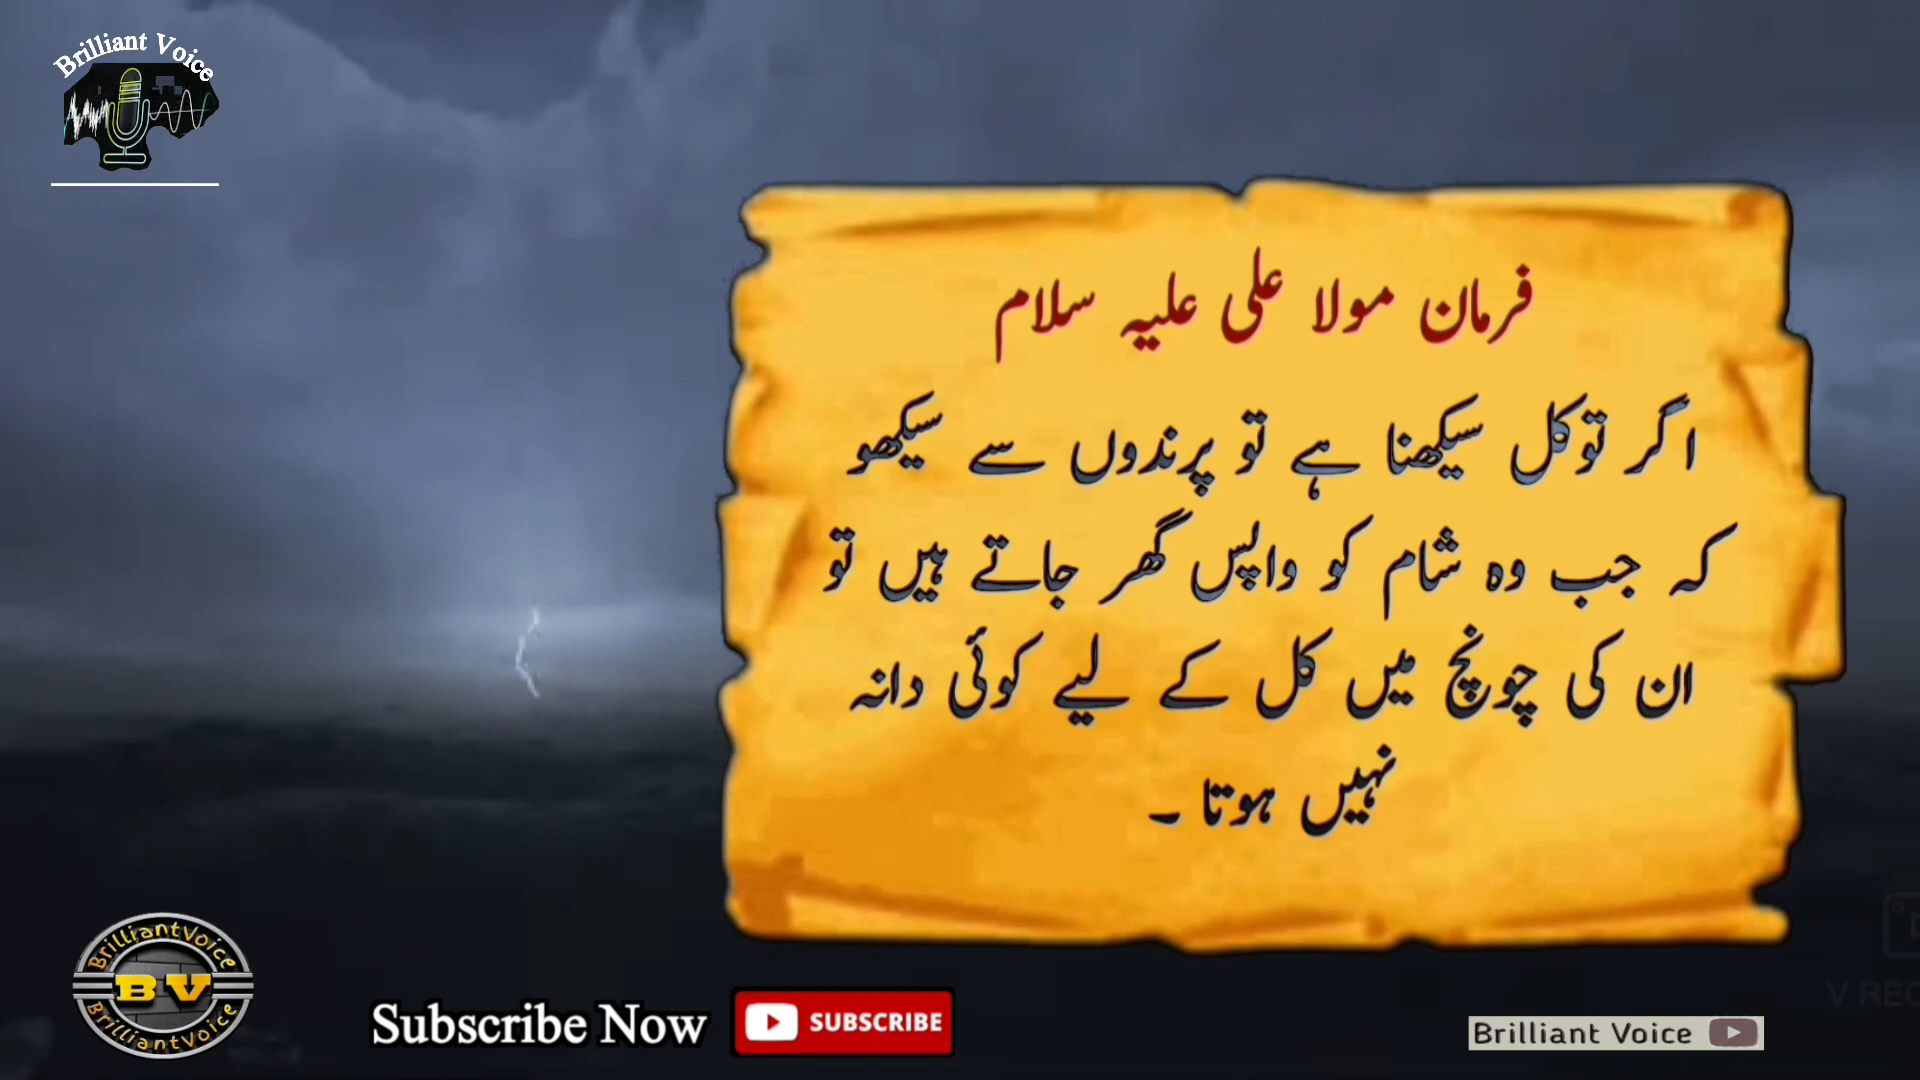 Brilliant Voice
فرمان مولا علی علیہ سلام
اگر توکل سیکھنا ہے تو پرندوں سے سیکھو
کہ جب وہ شام کو واپس گھر جاتے ہیں تو
ان کی چونچ میں کل کے لیے کوئی دانہ
نہیں ہوتا ۔
BrilliantVoice
BV
BrilliantVoice
Subscribe Now
SUBSCRIBE
Brilliant Voice
V REC